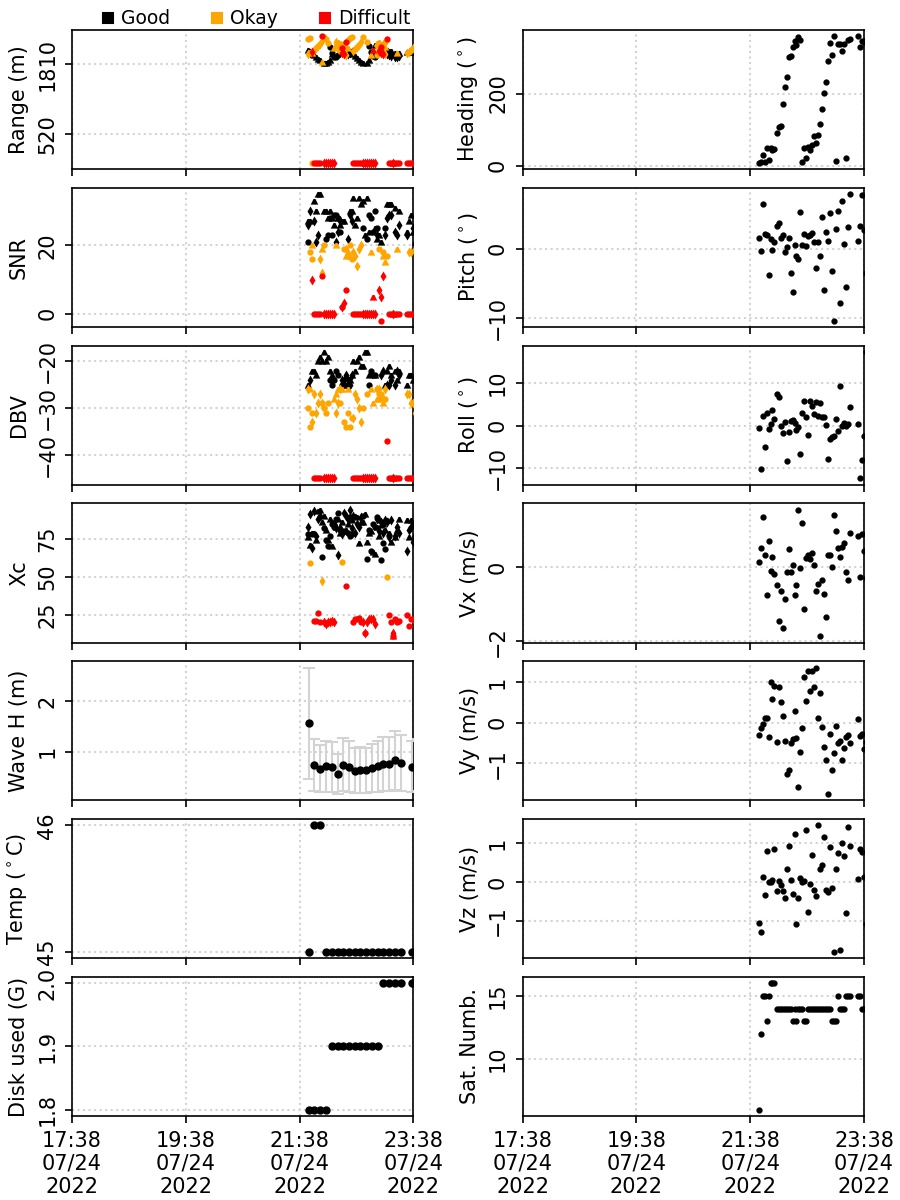 Good Okay Difficult
Range (m)
1810
520
Heading (°)
200
0
SNR
20
0
Pitch (°)
0
−10
DBV
−20
−30
−40
Roll (°)
10
0
−10
Xc
75
50
25
Vx (m/s)
0
−2
Wave H (m)
2
1
Vy (m/s)
1
0
−1
Temp (°C)
46
45
Vz (m/s)
1
0
−1
Disk used (G)
2.0
1.9
1.8
Sat. Numb.
15
10
17:38 19:38 21:38 23:38 17:38 19:38 21:38 23:38
07/24 07/24 07/24 07/24 07/24 07/24 07/24 07/24
2022 2022 2022 2022 2022 2022 2022 2022